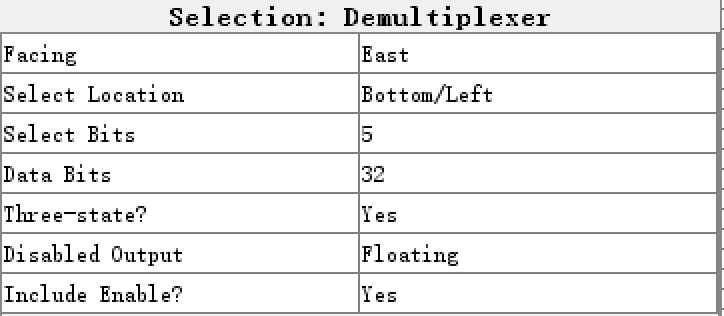 Selection: Demultiplexer
Facing East
Select Location Bottom/Left
Select Bits 5
Data Bits 32
Three-state? Yes
Disabled Output Floating
Include Enable? Yes